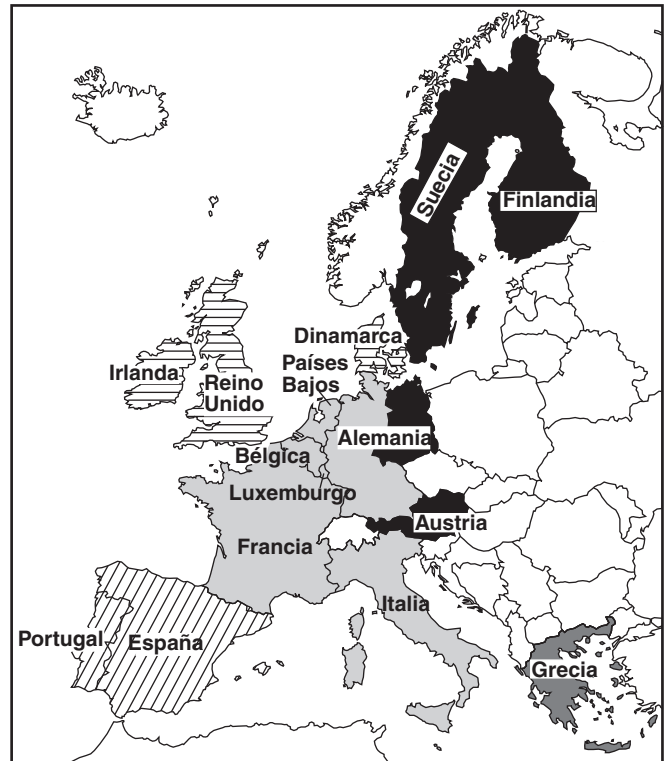 Suecia
Finlandia
Dinamarca
Irlanda
Reino
Unido
Países
Bajos
Alemania
Bélgica
Luxemburgo
Austria
Francia
Italia
Portugal
España
Grecia